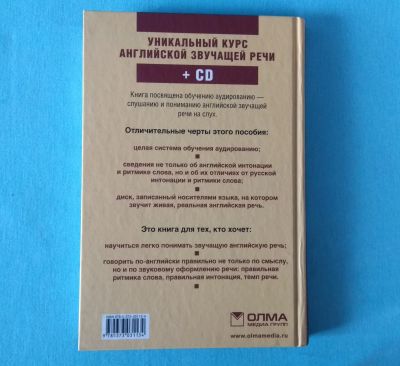 УНИКАЛЬНЫЙ КУРС
АНГЛИЙСКОЙ ЗВУЧАЩЕЙ РЕЧИ
+ CD
Книга посвящена обучению аудированию —
слушанию и пониманию английской звучащей
речи на слух.
Отличительные черты этого пособия:
целая система обучения аудированию;
сведения не только об английской интонации
и ритмике слова, но и об их отличиях от русской
интонации и ритмики слова;
диск, записанный носителями языка, на котором
звучит живая, реальная английская речь.
Это книга для тех, кто хочет:
научиться легко понимать звучащую английскую речь;
говорить по-английски правильно не только по смыслу,
но и по звуковому оформлению речи: правильная
ритмика слова, правильная интонация, темп речи.
ОЛМА
МЕДИА ГРУПП
www.olmamedia.ru